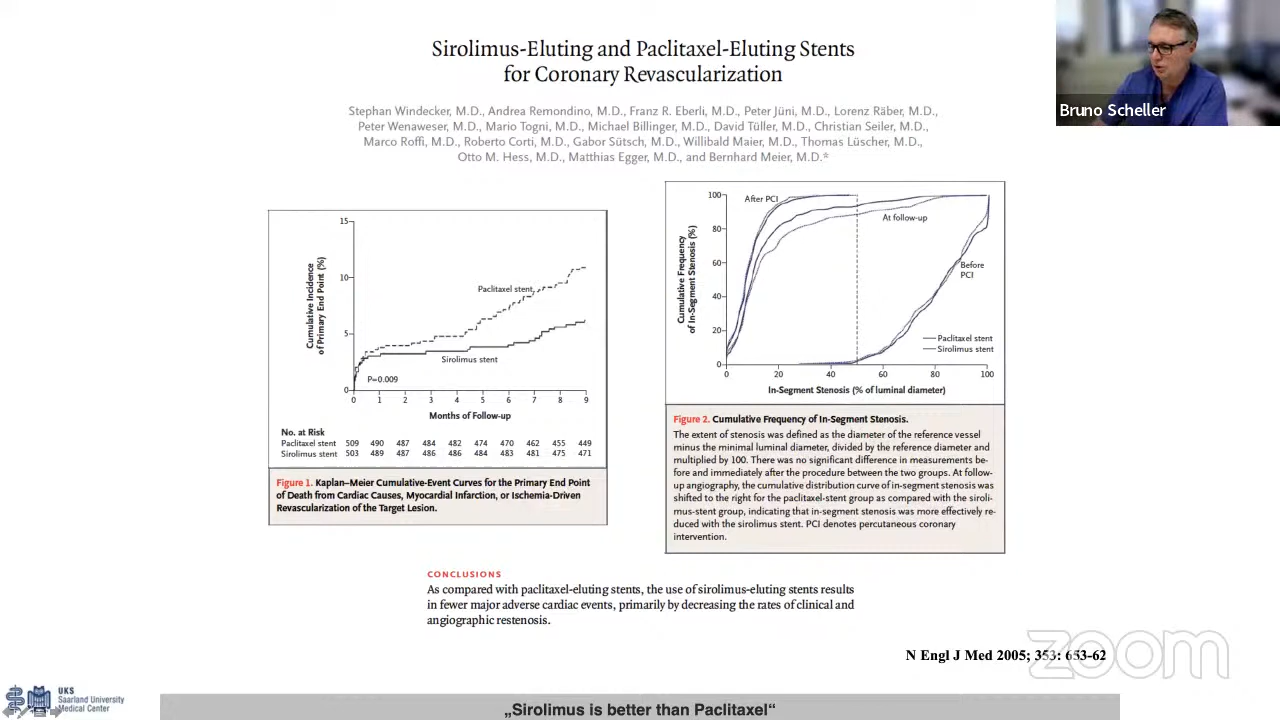 Sirolimus-Eluting and Paclitaxel-Eluting Stents
for Coronary Revascularization
Stephan Windecker, M.D., Andrea Remondino, M.D., Franz R. Eberli, M.D., Peter Jüni, M.D., Lorenz Räber, M.D.,
Peter Wenaweser, M.D., Mario Togni, M.D., Michael Billinger, M.D., David Tüller, M.D., Christian Seiler, M.D.,
Marco Roffi, M.D., Roberto Corti, M.D., Gabor Sütsch, M.D., Willibald Maier, M.D., Thomas Lüscher, M.D.,
Otto M. Hess, M.D., Matthias Egger, M.D., and Bernhard Meier, M.D.*
Bruno Scheller
Cumulative Incidence
of Primary End Point (%)
15
10
5
0
Paclitaxel stent
Sirolimus stent
P=0.009
0 1 2 3 4 5 6 7 8 9
Months of Follow-up
No. at Risk
Paclitaxel stent 509 490 487 484 482 474 470 462 455 449
Sirolimus stent 503 489 487 486 486 484 483 481 475 471
Figure 1. Kaplan–Meier Cumulative-Event Curves for the Primary End Point
of Death from Cardiac Causes, Myocardial Infarction, or Ischemia-Driven
Revascularization of the Target Lesion.
Cumulative Frequency
of In-Segment Stenosis (%)
100
80
60
40
20
0
After PCI
At follow-up
Before
PCI
Paclitaxel stent
Sirolimus stent
0 20 40 60 80 100
In-Segment Stenosis (% of luminal diameter)
Figure 2. Cumulative Frequency of In-Segment Stenosis.
The extent of stenosis was defined as the diameter of the reference vessel
minus the minimal luminal diameter, divided by the reference diameter and
multiplied by 100. There was no significant difference in measurements be-
fore and immediately after the procedure between the two groups. At follow-
up angiography, the cumulative distribution curve of in-segment stenosis was
shifted to the right for the paclitaxel-stent group as compared with the siroli-
mus-stent group, indicating that in-segment stenosis was more effectively re-
duced with the sirolimus stent. PCI denotes percutaneous coronary
intervention.
CONCLUSIONS
As compared with paclitaxel-eluting stents, the use of sirolimus-eluting stents results
in fewer major adverse cardiac events, primarily by decreasing the rates of clinical and
angiographic restenosis.
N Engl J Med 2005; 353: 653-62
zoom
UKS
Saarland University
Medical Center
„Sirolimus is better than Paclitaxel“